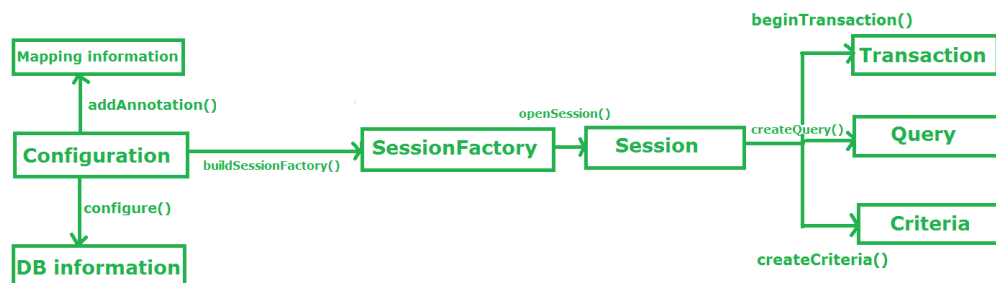 beginTransaction()
Mapping information
Transaction
addAnnotation()
openSession()
createQuery()
Query
Configuration
SessionFactory
Session
buildSessionFactory()
configure()
Criteria
createCriteria()
DB information